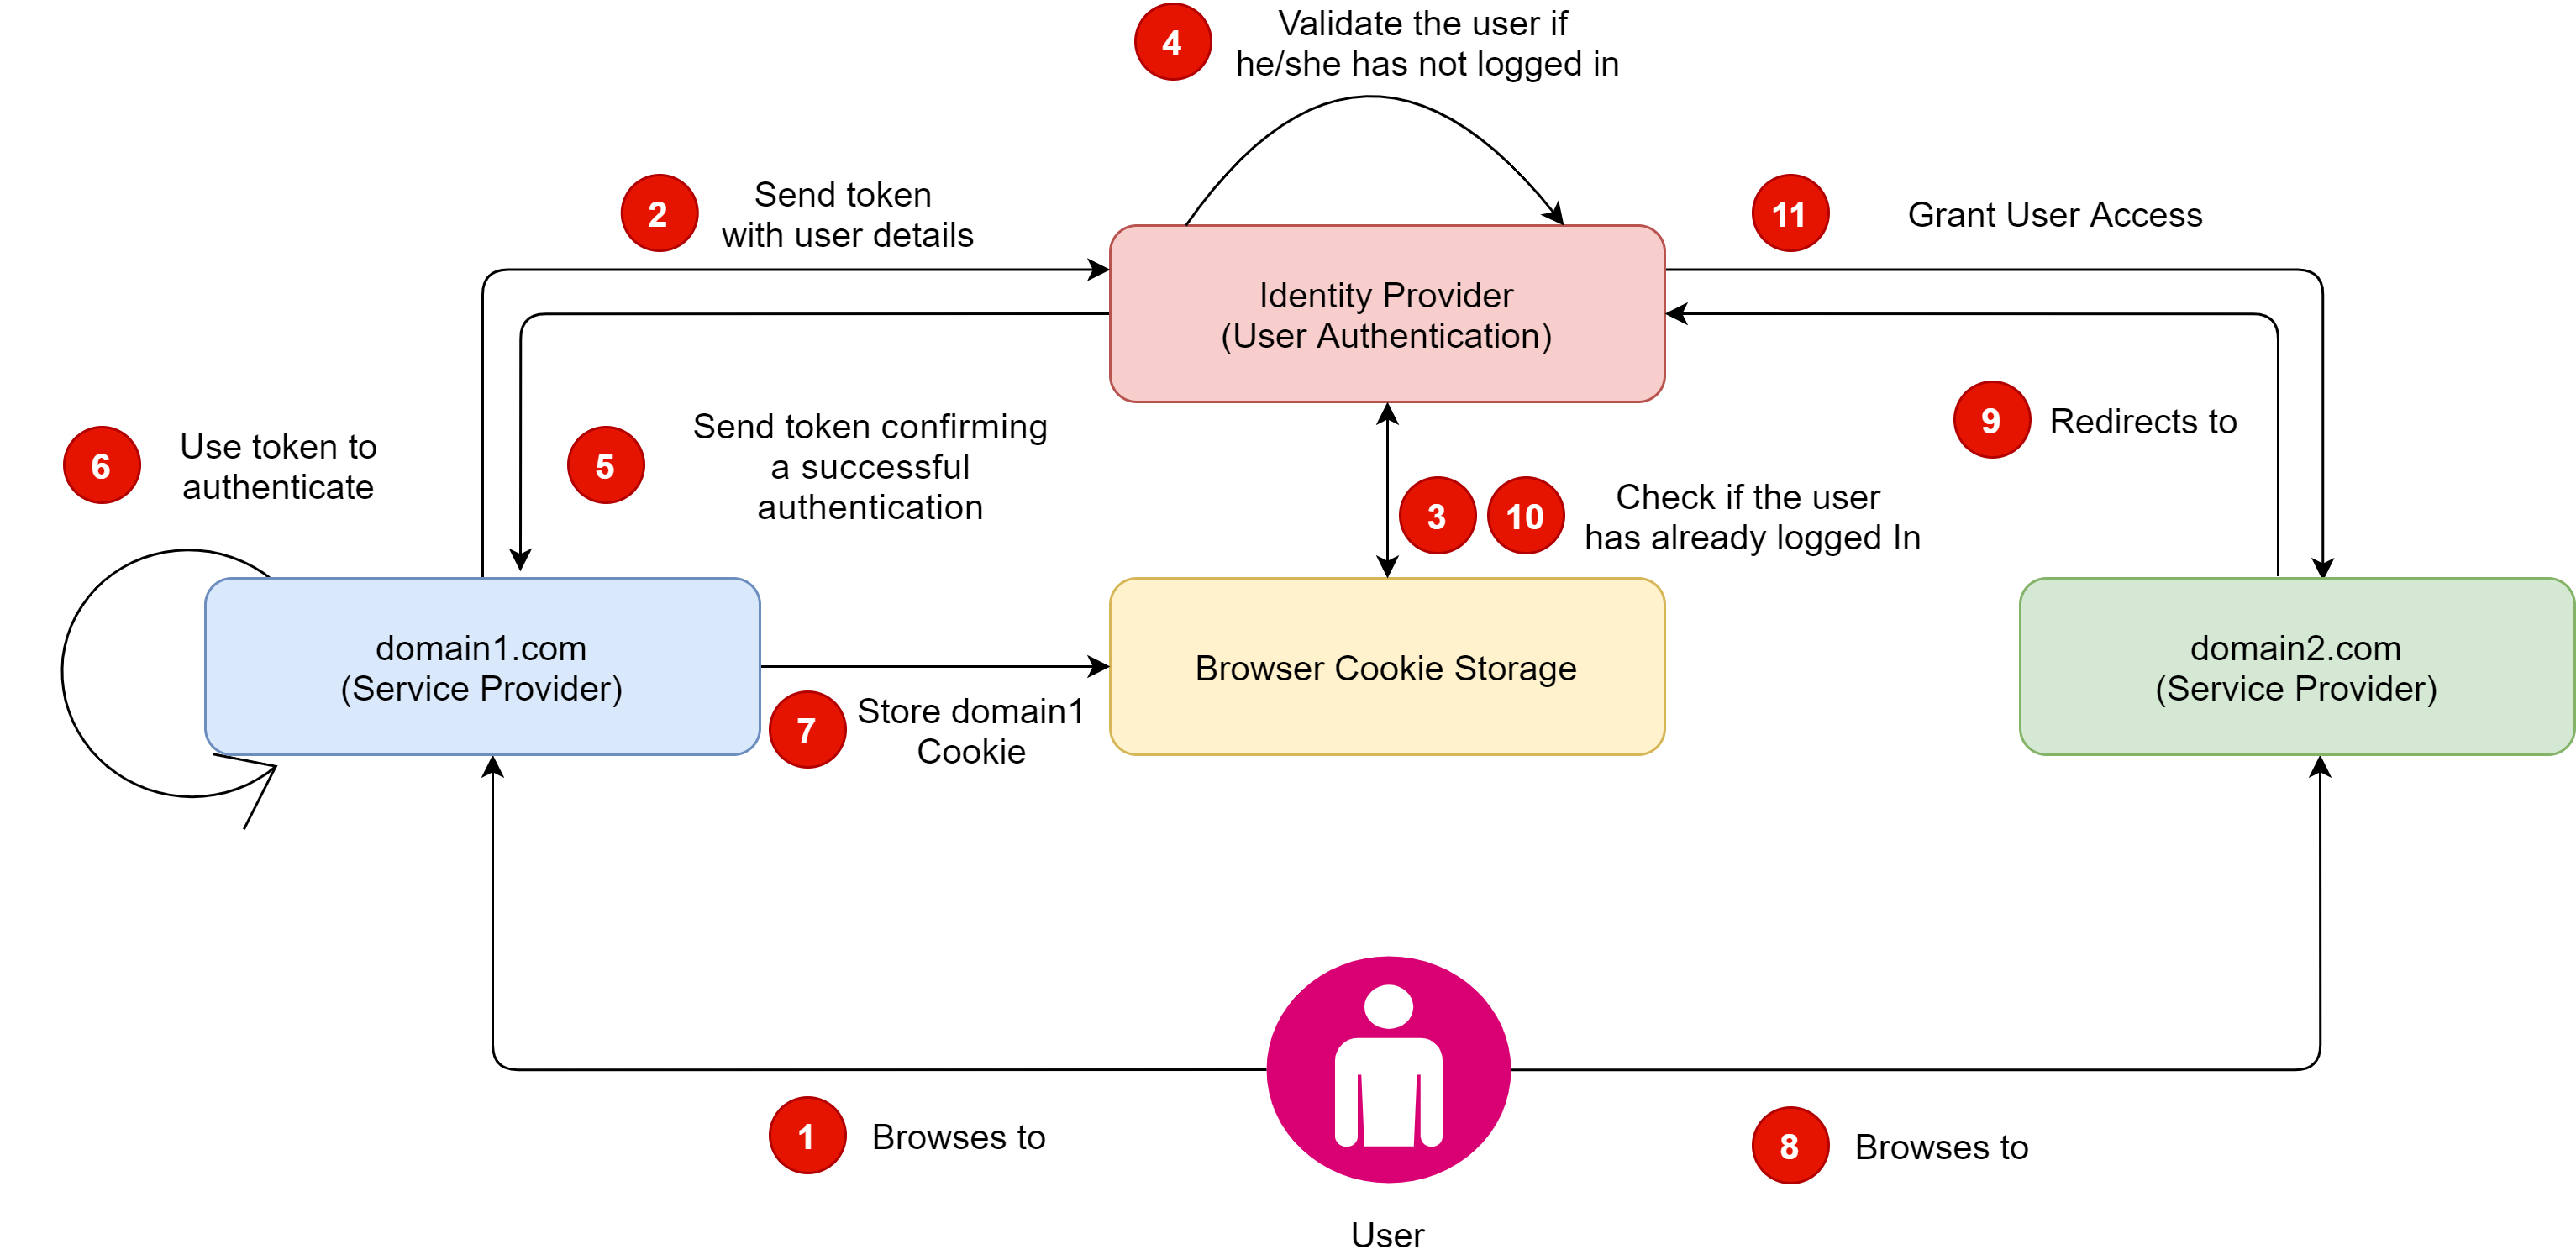 4
Validate the user if
he/she has not logged in
2
Send token
with user details
11
Grant User Access
Identity Provider
(User Authentication)
6
Use token to
authenticate
5
Send token confirming
a successful
authentication
9
Redirects to
3
10
Check if the user
has already logged In
domain1.com
(Service Provider)
7
Store domain1
Cookie
Browser Cookie Storage
domain2.com
(Service Provider)
1
Browses to
8
Browses to
User